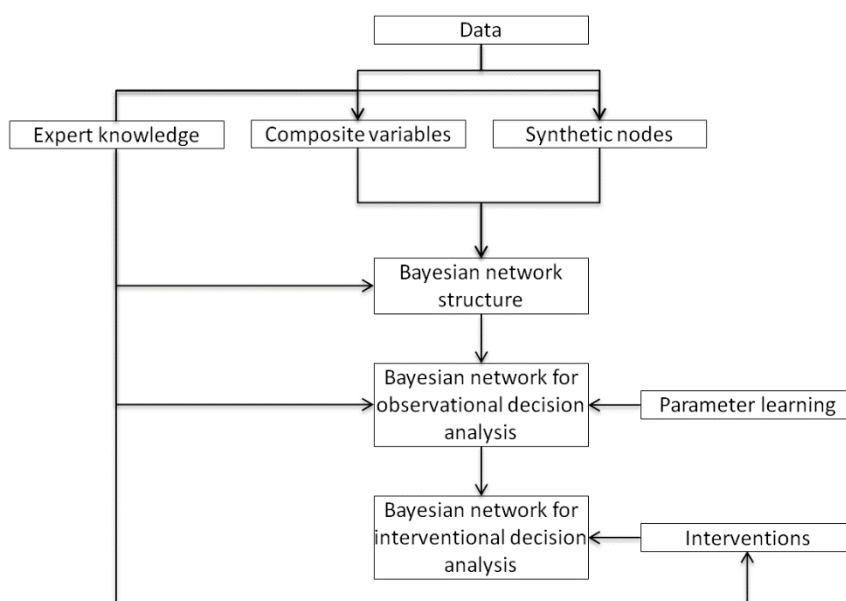 Data
Expert knowledge
Composite variables
Synthetic nodes
Bayesian network
structure
Bayesian network for
observational decision
analysis
Parameter learning
Bayesian network for
interventional decision
analysis
Interventions